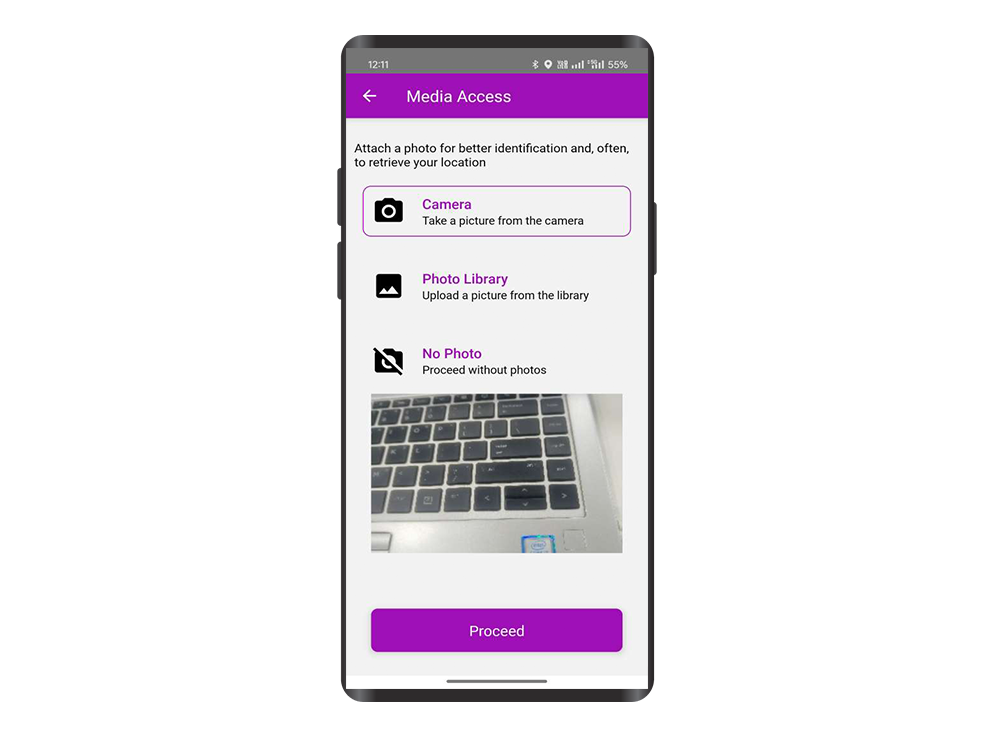 12:11
55%
Media Access
Attach a photo for better identification and, often,
to retrieve your location
Camera
Take a picture from the camera
Photo Library
Upload a picture from the library
No Photo
Proceed without photos
Proceed